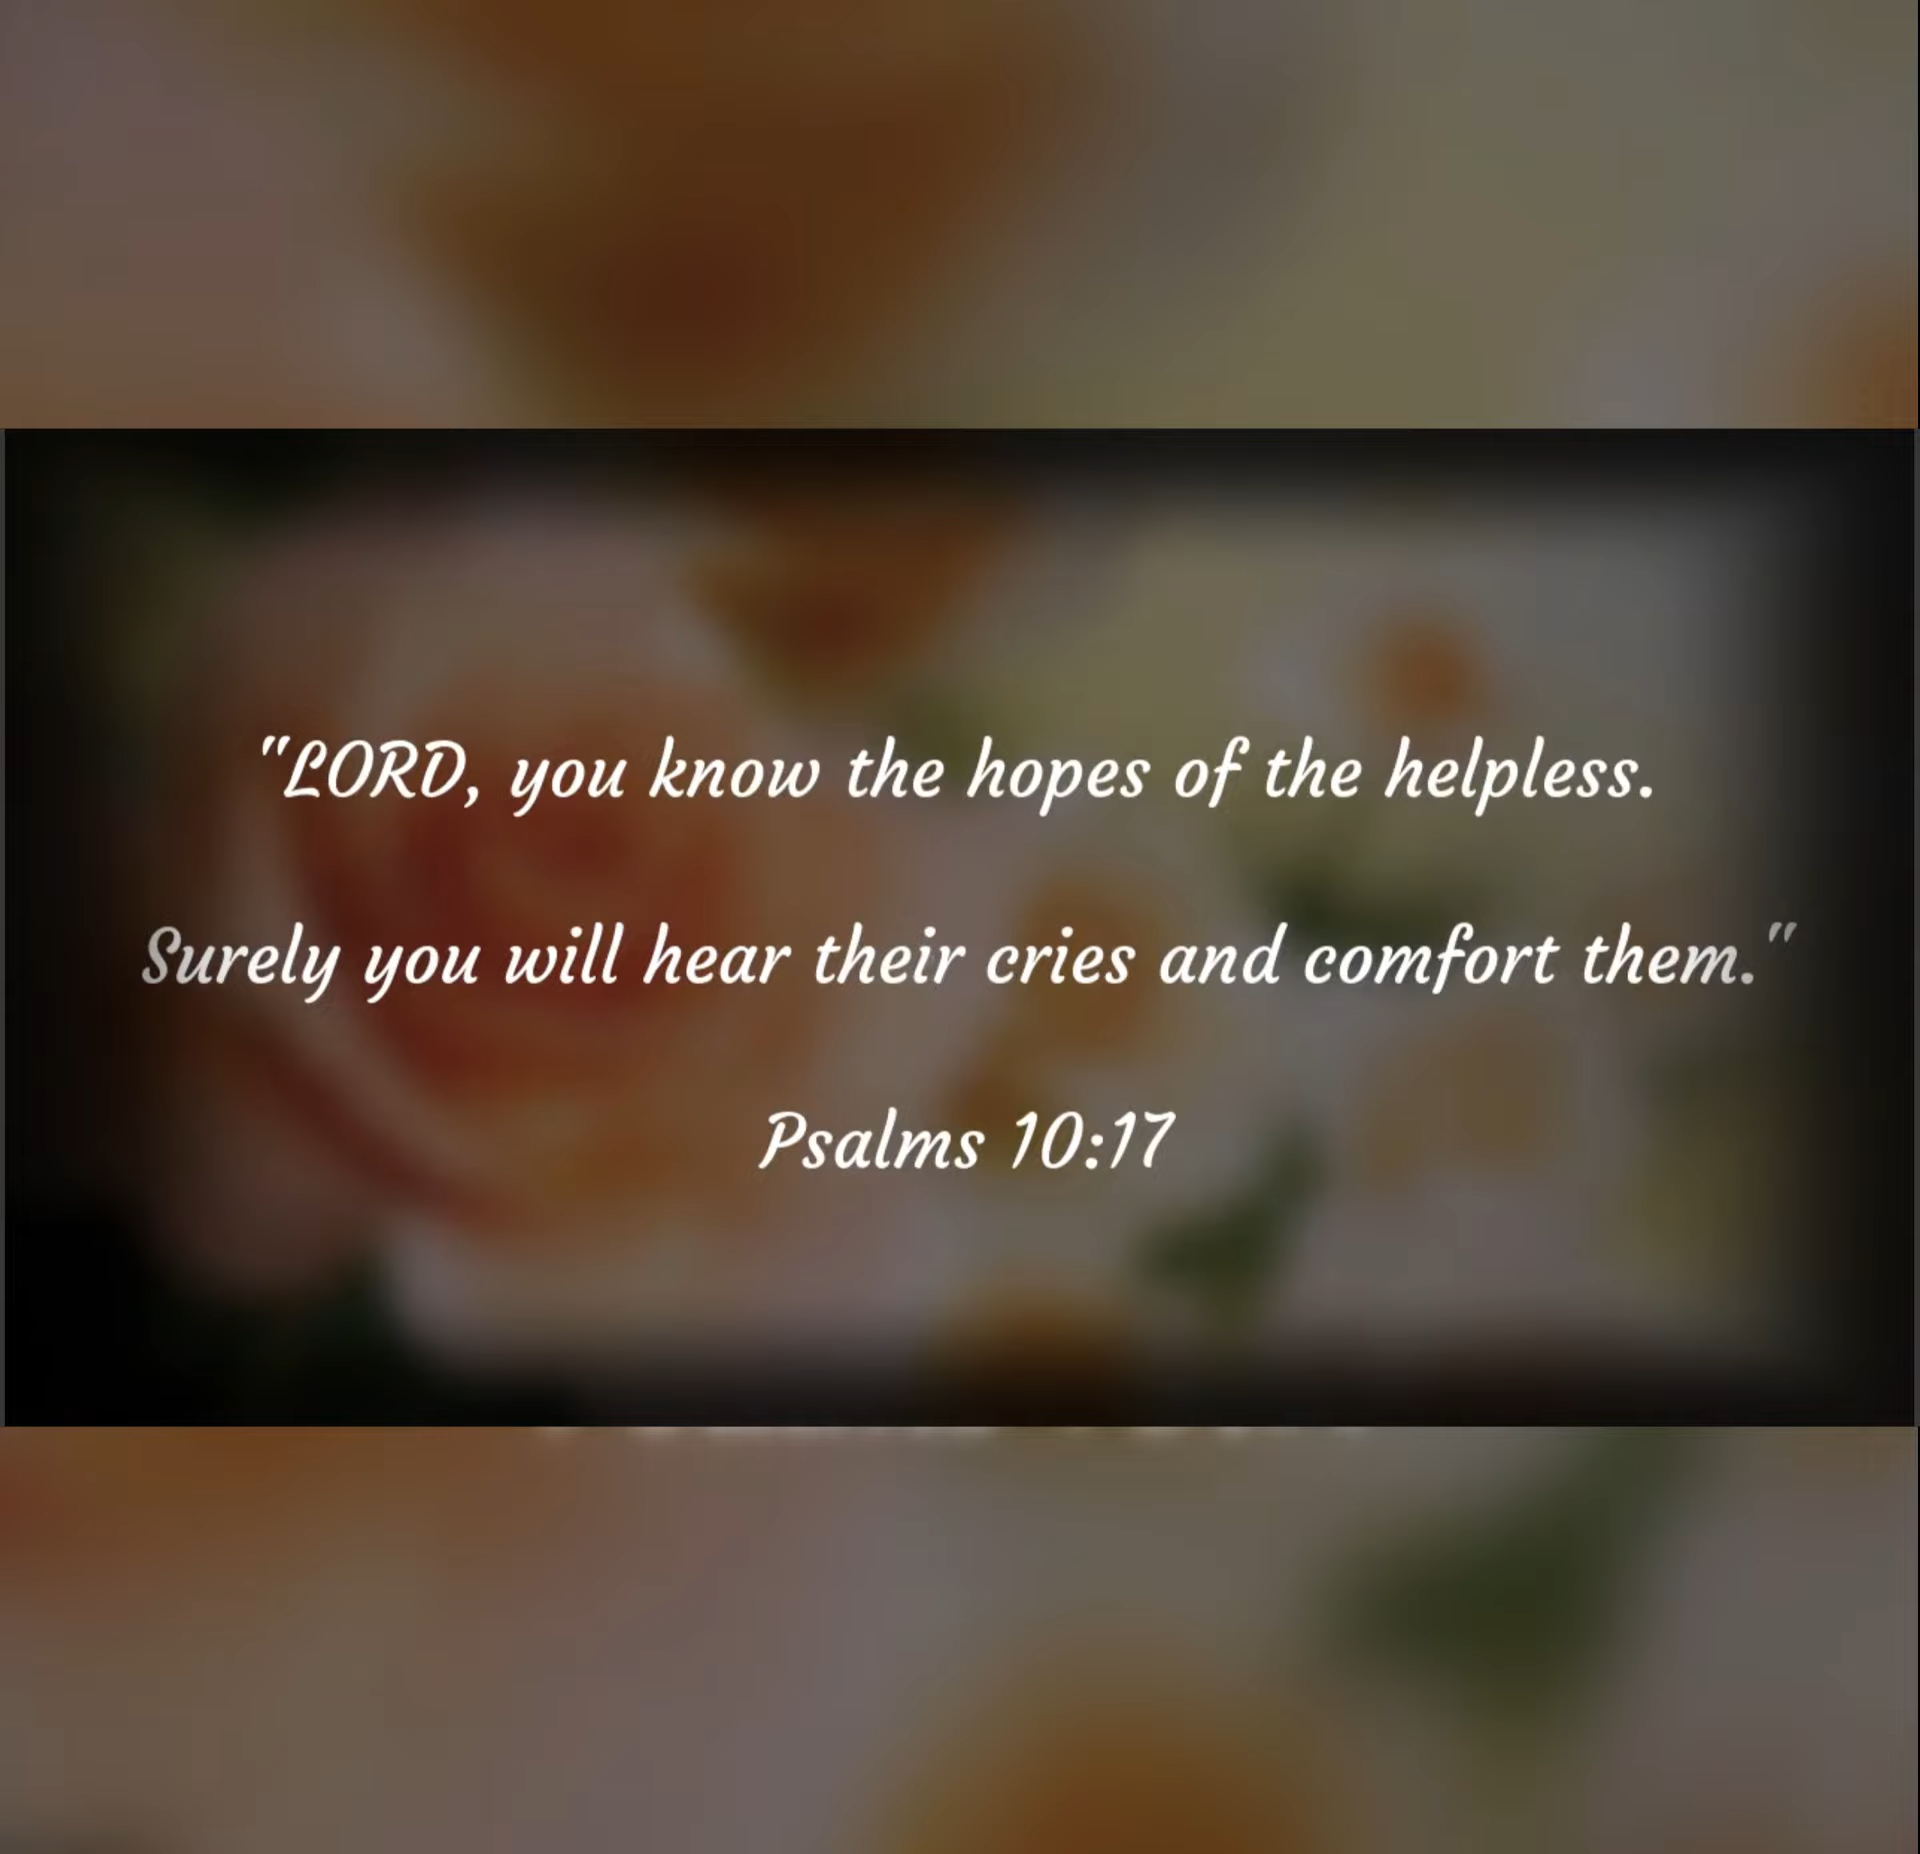 "LORD, you know the hopes of the helpless.
Surely you will hear their cries and comfort them."
Psalms 10:17